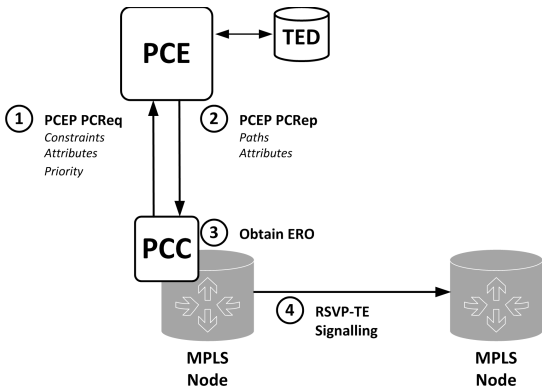 PCE
TED
1
PCEP PCReq
Constraints
Attributes
Priority
2
PCEP PCRep
Paths
Attributes
PCC
3
Obtain ERO
4
RSVP-TE
Signalling
MPLS
Node
MPLS
Node